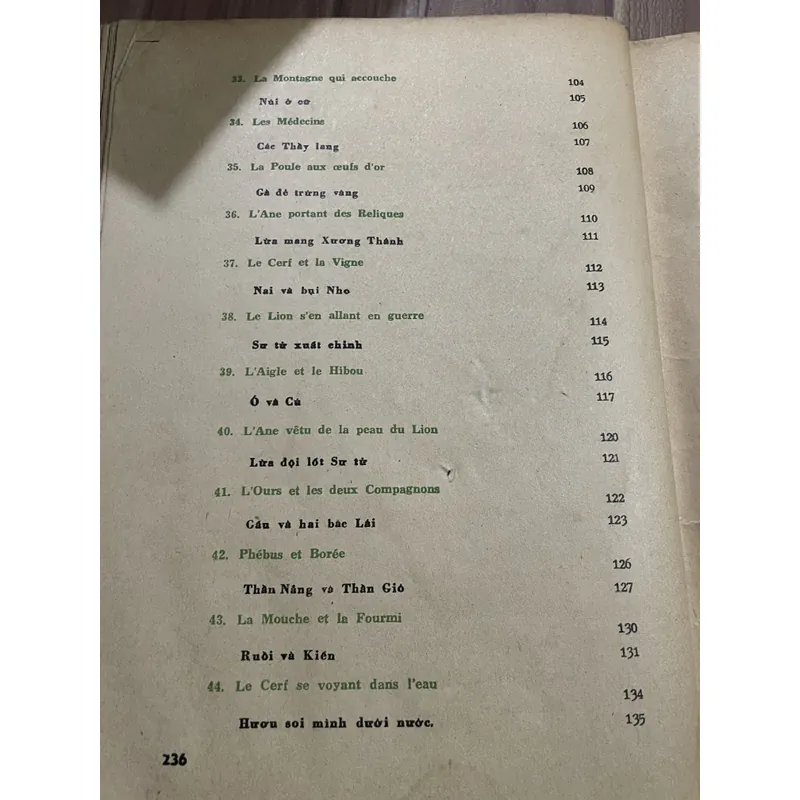 33. La Montagne qui accouche 104
Núi ở cữ 105
34. Les Médecins 106
Các Thầy lang 107
35. La Poule aux œufs d'or 108
Gà đẻ trứng vàng 109
36. L'Ane portant des Reliques 110
Lừa mang Xương Thánh 111
37. Le Cerf et la Vigne 112
Nai và bụi Nho 113
38. Le Lion s'en allant en guerre 114
Sư tử xuất chinh 115
39. L'Aigle et le Hibou 116
Ó và Cú 117
40. L'Ane vêtu de la peau du Lion 120
Lừa đội lốt Sư tử 121
41. L'Ours et les deux Compagnons 122
Gấu và hai bác Lái 123
42. Phébus et Borée 126
Thần Nắng và Thần Gió 127
43. La Mouche et la Fourmi 130
Ruồi và Kiến 131
44. Le Cerf se voyant dans l'eau 134
Hươu soi mình dưới nước. 135
236